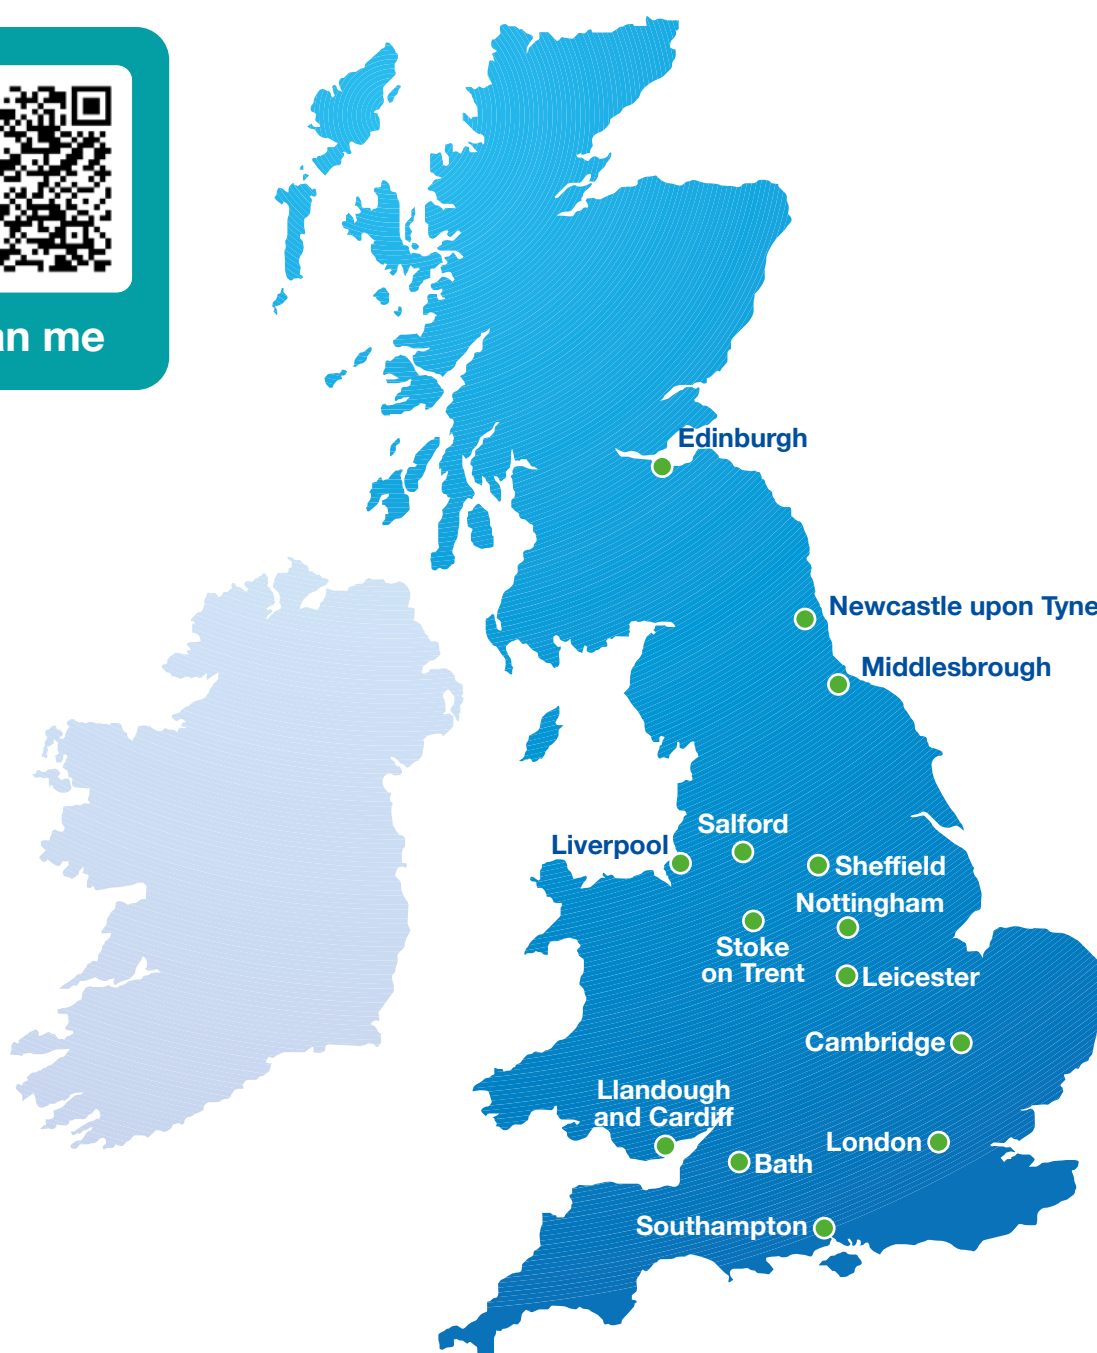 me
Edinburgh
Newcastle upon Tyne
Middlesbrough
Salford
Liverpool
Sheffield
Nottingham
Stoke
on Trent
Leicester
Cambridge
Llandough
and Cardiff
London
Bath
Southampton